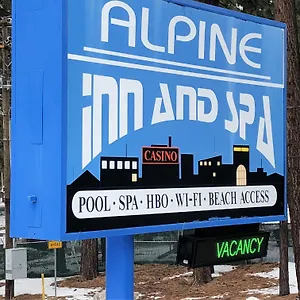 ALPINE
INN AND SPA
CASINO
POOL · SPA · HBO · WI-FI · BEACH ACCESS
VACANCY